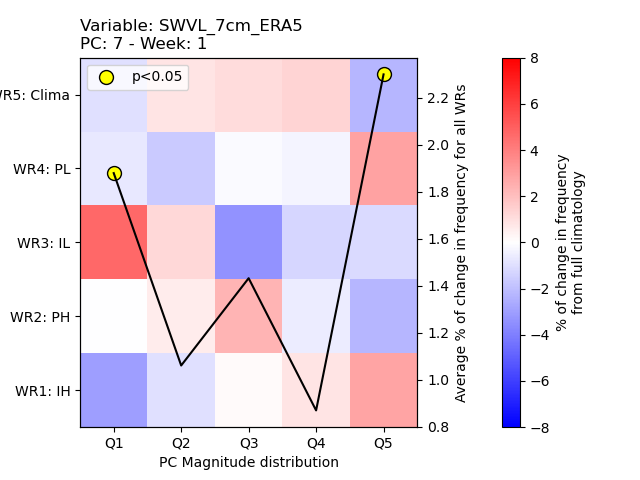 Variable: SWVL_7cm_ERA5
PC: 7 - Week: 1
p<0.05
WR5: Clima
WR4: PL
WR3: IL
WR2: PH
WR1: IH
Q1 Q2 Q3 Q4 Q5
PC Magnitude distribution
2.2
2.0
1.8
1.6
1.4
1.2
1.0
0.8
Average % of change in frequency for all WRs
8
6
4
2
0
−2
−4
−6
−8
% of change in frequency
from full climatology